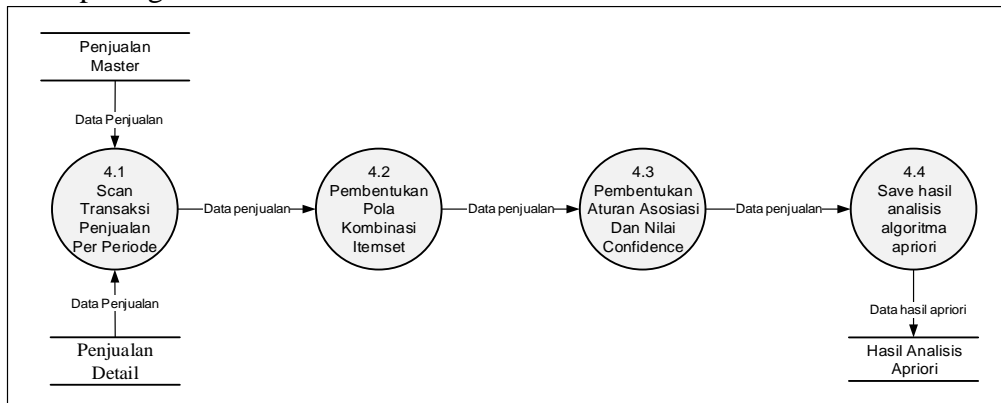 Penjualan
Master
Data Penjualan
4.1
Scan
Transaksi
Penjualan
Per Periode
Data penjualan
4.2
Pembentukan
Pola
Kombinasi
Itemset
Data penjualan
4.3
Pembentukan
Aturan Asosiasi
Dan Nilai
Confidence
Data penjualan
4.4
Save hasil
analisis
algoritma
apriori
Data Penjualan
Penjualan
Detail
Data hasil apriori
Hasil Analisis
Apriori